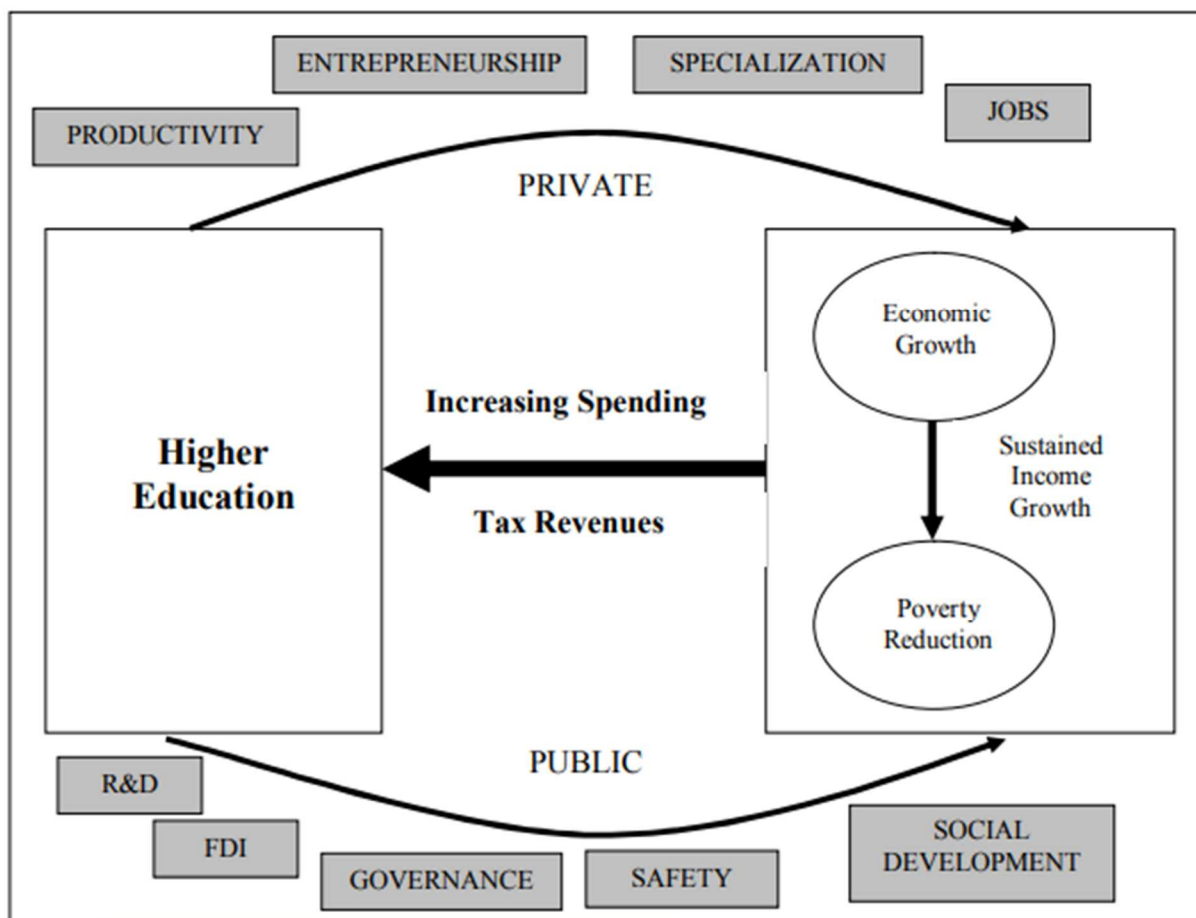 ENTREPRENEURSHIP
SPECIALIZATION
JOBS
PRODUCTIVITY
PRIVATE
Economic
Growth
Increasing Spending
Higher
Education
Sustained
Income
Growth
Tax Revenues
Poverty
Reduction
PUBLIC
R&D
FDI
GOVERNANCE
SAFETY
SOCIAL
DEVELOPMENT